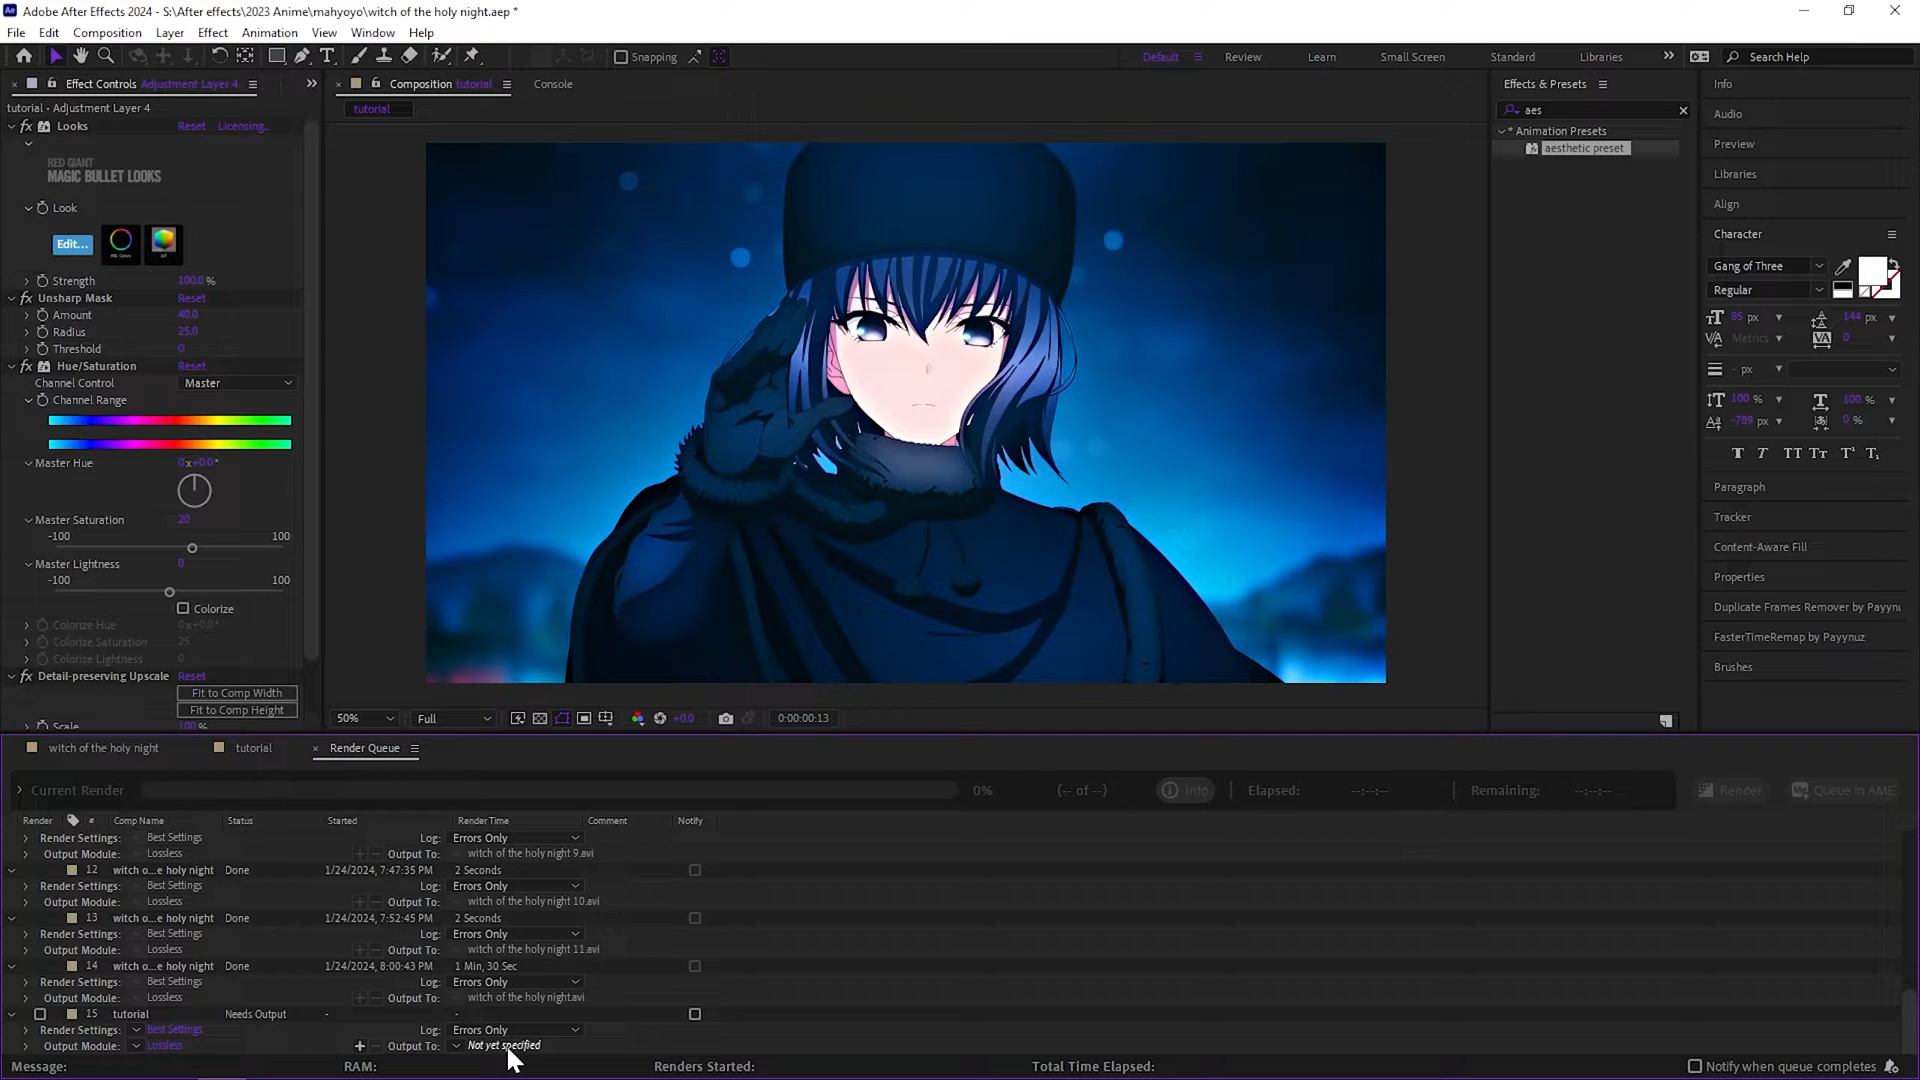 Adobe After Effects 2024 - S:\After effects\2023 Anime\mahyoyo\witch of the holy night.aep *
File Edit Composition Layer Effect Animation View Window Help
Snapping
Default Review Learn Small Screen Standard Libraries Search Help
Effect Controls Adjustment Layer 4
tutorial • Adjustment Layer 4
fx Looks Reset Licensing...
RED GIANT
MAGIC BULLET LOOKS
Look
Edit...
Strength 100.0 %
fx Unsharp Mask Reset
Amount 40.0
Radius 25.0
Threshold 0
fx Hue/Saturation Reset
Channel Control Master
Channel Range
Master Hue 0 x+0.0°
Master Saturation 20
-100 100
Master Lightness 0
-100 100
Colorize
Colorize Hue 0 x+0.0°
Colorize Saturation 25
Colorize Lightness 0
fx Detail-preserving Upscale Reset
Fit to Comp Width
Fit to Comp Height
Scale 100 %
Composition tutorial Console
tutorial
50% Full +0.0 0:00:00:13
Effects & Presets
aes
* Animation Presets
aesthetic preset
Info
Audio
Preview
Libraries
Align
Character
Gang of Three
Regular
85 px 144 px
Metrics 0
- px
100 % 100 %
-789 px 0 %
T T TT Tt T¹ T₁
Paragraph
Tracker
Content-Aware Fill
Properties
Duplicate Frames Remover by Payynu
FasterTimeRemap by Payynuz
Brushes
witch of the holy night tutorial Render Queue
Current Render 0% (-- of --) Info Elapsed: --:--:-- Remaining: --:--:-- Render Queue in AME
Render # Comp Name Status Started Render Time Comment Notify
Render Settings: Best Settings Log: Errors Only
Output Module: Lossless Output To: witch of the holy night 9.avi
12 witch o...e holy night Done 1/24/2024, 7:47:35 PM 2 Seconds
Render Settings: Best Settings Log: Errors Only
Output Module: Lossless Output To: witch of the holy night 10.avi
13 witch o...e holy night Done 1/24/2024, 7:52:45 PM 2 Seconds
Render Settings: Best Settings Log: Errors Only
Output Module: Lossless Output To: witch of the holy night 11.avi
14 witch o...e holy night Done 1/24/2024, 8:00:43 PM 1 Min, 30 Sec
Render Settings: Best Settings Log: Errors Only
Output Module: Lossless Output To: witch of the holy night.avi
15 tutorial Needs Output - -
Render Settings: Best Settings Log: Errors Only
Output Module: Lossless Output To: Not yet specified
Message: RAM: Renders Started: Total Time Elapsed: Notify when queue completes